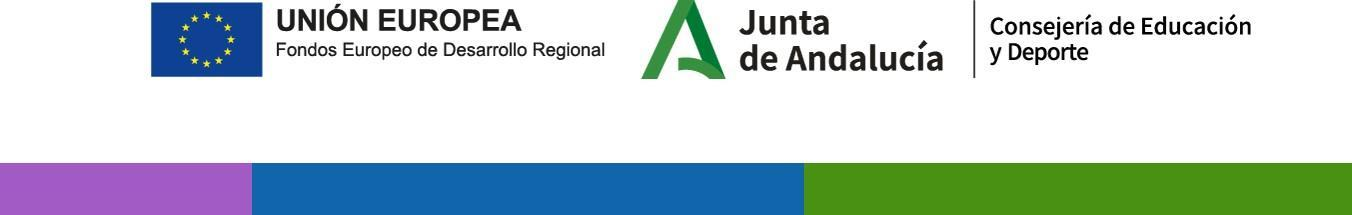 UNIÓN EUROPEA
Fondos Europeo de Desarrollo Regional
Junta
de Andalucía
Consejería de Educación
y Deporte